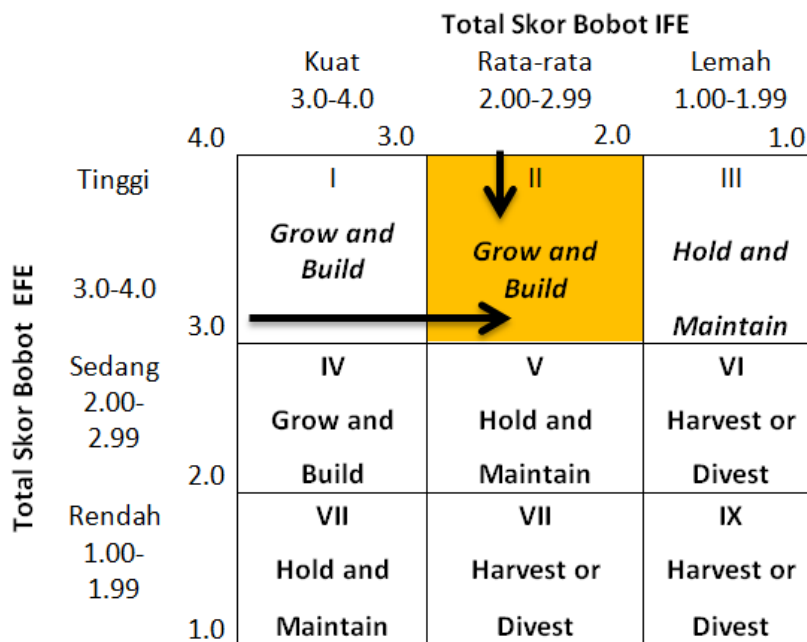 Total Skor Bobot IFE
Kuat Rata-rata Lemah
3.0-4.0 2.00-2.99 1.00-1.99
4.0 3.0 2.0 1.0
Tinggi I II III
Grow and Build
Grow and Build
Hold and Maintain
3.0-4.0
3.0
Total Skor Bobot EFE
Sedang IV V VI
2.00-2.99
Grow and Build
Hold and Maintain
Harvest or Divest
2.0
Rendah VII VII IX
1.00-1.99
Hold and Maintain
Harvest or Divest
Harvest or Divest
1.0